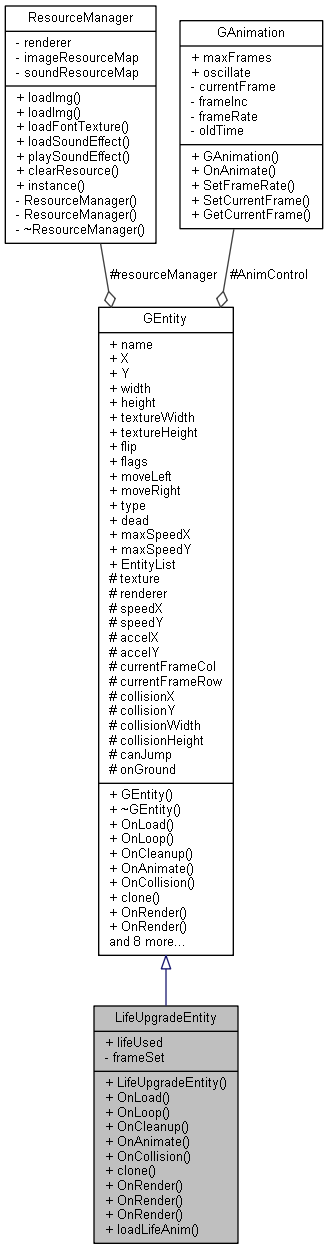 ResourceManager
- renderer
- imageResourceMap
- soundResourceMap
+ loadImg()
+ loadImg()
+ loadFontTexture()
+ loadSoundEffect()
+ playSoundEffect()
+ clearResource()
+ instance()
- ResourceManager()
- ResourceManager()
- ~ResourceManager()
GAnimation
+ maxFrames
+ oscillate
- currentFrame
- frameInc
- frameRate
- oldTime
+ GAnimation()
+ OnAnimate()
+ SetFrameRate()
+ SetCurrentFrame()
+ GetCurrentFrame()
#resourceManager
#AnimControl
GEntity
+ name
+ X
+ Y
+ width
+ height
+ textureWidth
+ textureHeight
+ flip
+ flags
+ moveLeft
+ moveRight
+ type
+ dead
+ maxSpeedX
+ maxSpeedY
+ EntityList
# texture
# renderer
# speedX
# speedY
# accelX
# accelY
# currentFrameCol
# currentFrameRow
# collisionX
# collisionY
# collisionWidth
# collisionHeight
# canJump
# onGround
+ GEntity()
+ ~GEntity()
+ OnLoad()
+ OnLoop()
+ OnCleanup()
+ OnAnimate()
+ OnCollision()
+ clone()
+ OnRender()
+ OnRender()
and 8 more...
LifeUpgradeEntity
+ lifeUsed
- frameSet
+ LifeUpgradeEntity()
+ OnLoad()
+ OnLoop()
+ OnCleanup()
+ OnAnimate()
+ OnCollision()
+ clone()
+ OnRender()
+ OnRender()
+ OnRender()
+ loadLifeAnim()